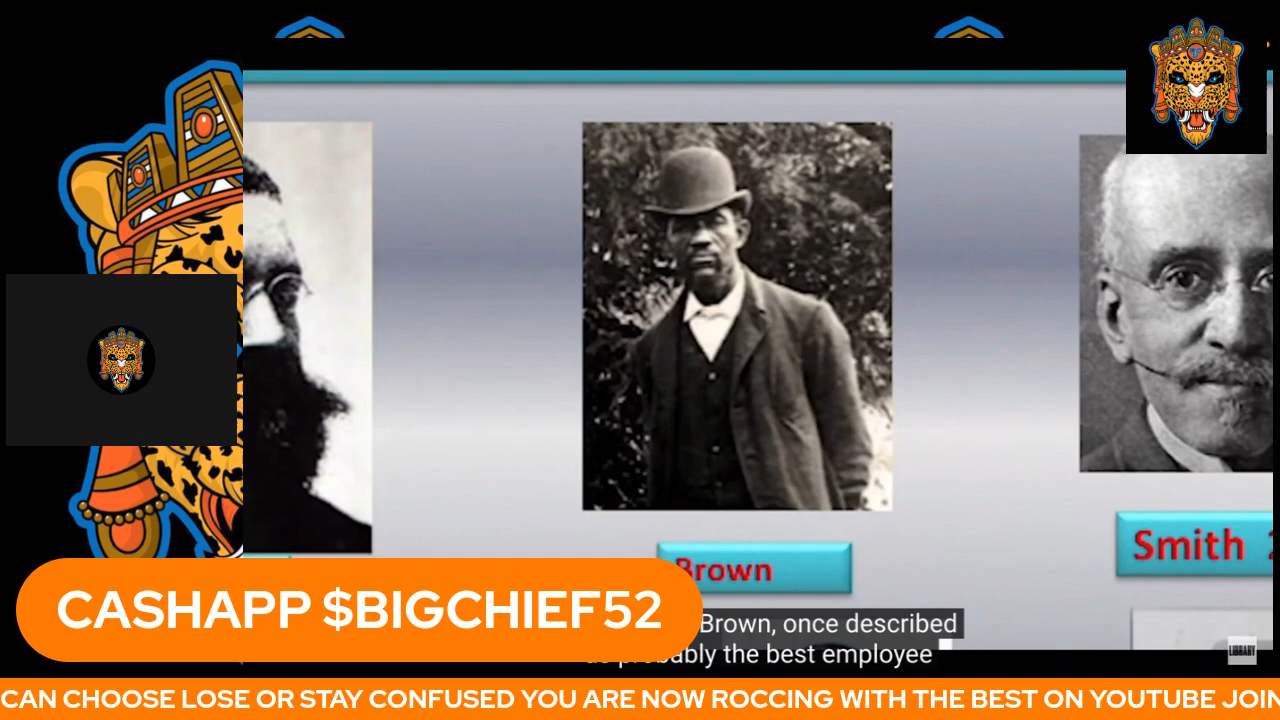 Brown
Smith
CASHAPP $BIGCHIEF52
Brown, once described
probably the best employee
LIBRARY
CAN CHOOSE LOSE OR STAY CONFUSED YOU ARE NOW ROCCING WITH THE BEST ON YOUTUBE JOIN